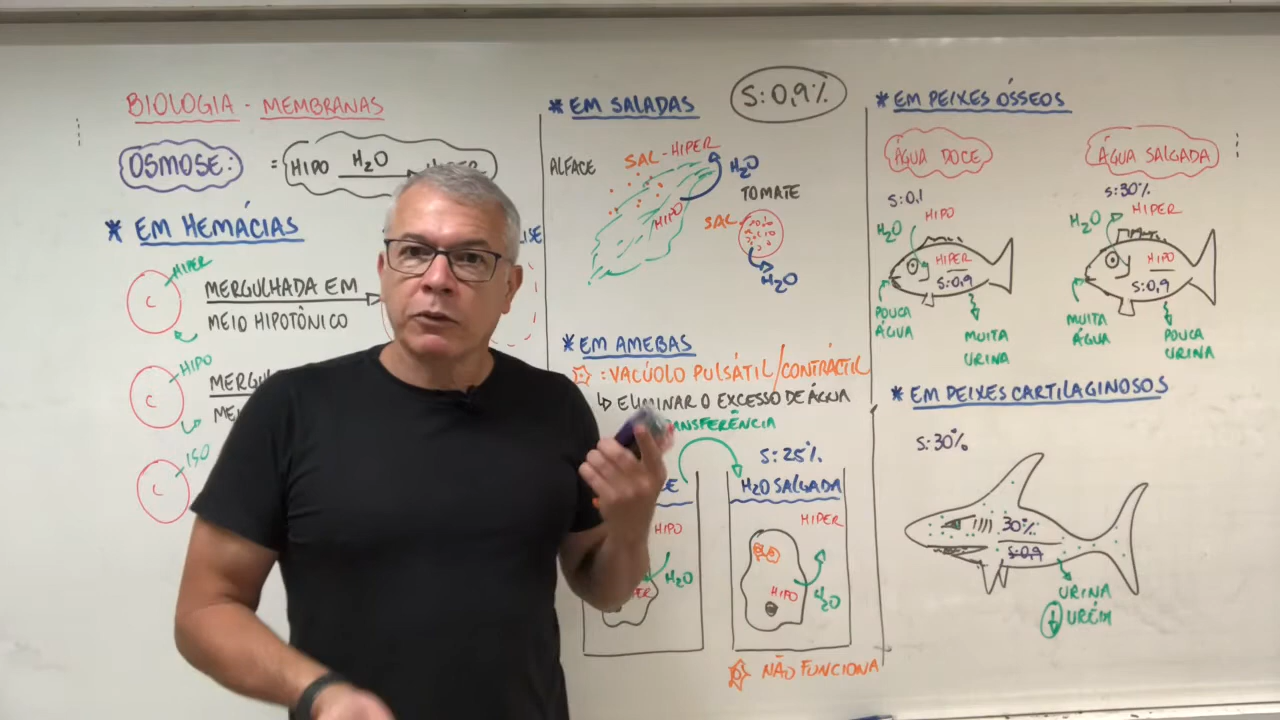 BIOLOGIA - MEMBRANAS
OSMOSE:
= HIPO H2O
* EM HEMÁCIAS
HIPER
C
MERGULHADA EM
MEIO HIPOTÔNICO
HIPO
C
ISO
C
* EM SALADAS
S: 0,9%
ALFACE
SAL - HIPER
H2O
HIPO
TOMATE
SAL
H2O
* EM AMEBAS
: VACÚOLO PULSÁTIL/CONTRÁCTIL
↳ ELIMINAR O EXCESSO DE ÁGUA
S: 25%
H2O SALGADA
HIPO
HIPER
H2O
HIPO
H2O
NÃO FUNCIONA
* EM PEIXES ÓSSEOS
ÁGUA DOCE
S: 0,1
H2O
HIPO
HIPER
S: 0,9
POUCA
ÁGUA
MUITA
URINA
ÁGUA SALGADA
S: 30%
H2O
HIPER
HIPO
S: 0,9
MUITA
ÁGUA
POUCA
URINA
* EM PEIXES CARTILAGINOSOS
S: 30%
30%
S: 0,9
URINA
↓ URÉIA